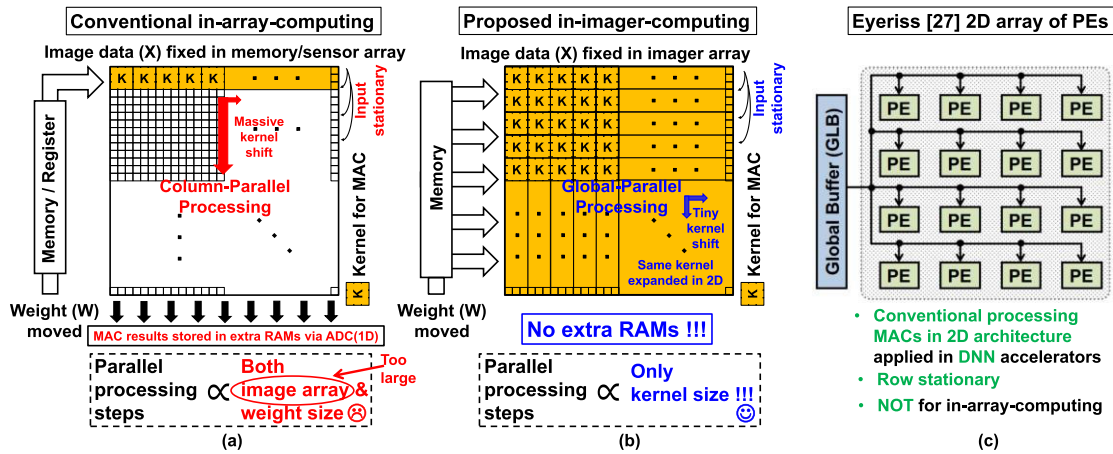 Conventional in-array-computing
Image data (X) fixed in memory/sensor array
K K K K K
Memory / Register
Massive
kernel
shift
Input
stationary
Column-Parallel
Processing
Kernel for MAC
K
Weight (W)
moved
MAC results stored in extra RAMs via ADC(1D)
Parallel
processing
steps
∝
Both
image array &
weight size ☹
Too
large
(a)
Proposed in-imager-computing
Image data (X) fixed in imager array
K K K K K
K K K K K
K K K K K
K K K K K
Memory
Input
stationary
Global-Parallel
Processing
Tiny
kernel
shift
Same kernel
expanded in 2D
Kernel for MAC
K
Weight (W)
moved
No extra RAMs !!!
Parallel
processing
steps
∝
Only
kernel size !!!
☺
(b)
Eyeriss [27] 2D array of PEs
Global Buffer (GLB)
PE PE PE PE
PE PE PE PE
PE PE PE PE
PE PE PE PE
• Conventional processing
MACs in 2D architecture
applied in DNN accelerators
• Row stationary
• NOT for in-array-computing
(c)